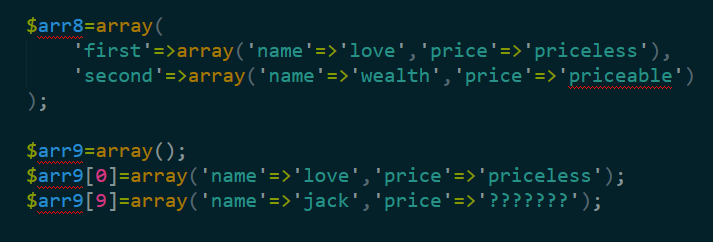 $arr8=array(
'first'=>array('name'=>'love','price'=>'priceless'),
'second'=>array('name'=>'wealth','price'=>'priceable')
);
$arr9=array();
$arr9[0]=array('name'=>'love','price'=>'priceless');
$arr9[9]=array('name'=>'jack','price'=>'???????');